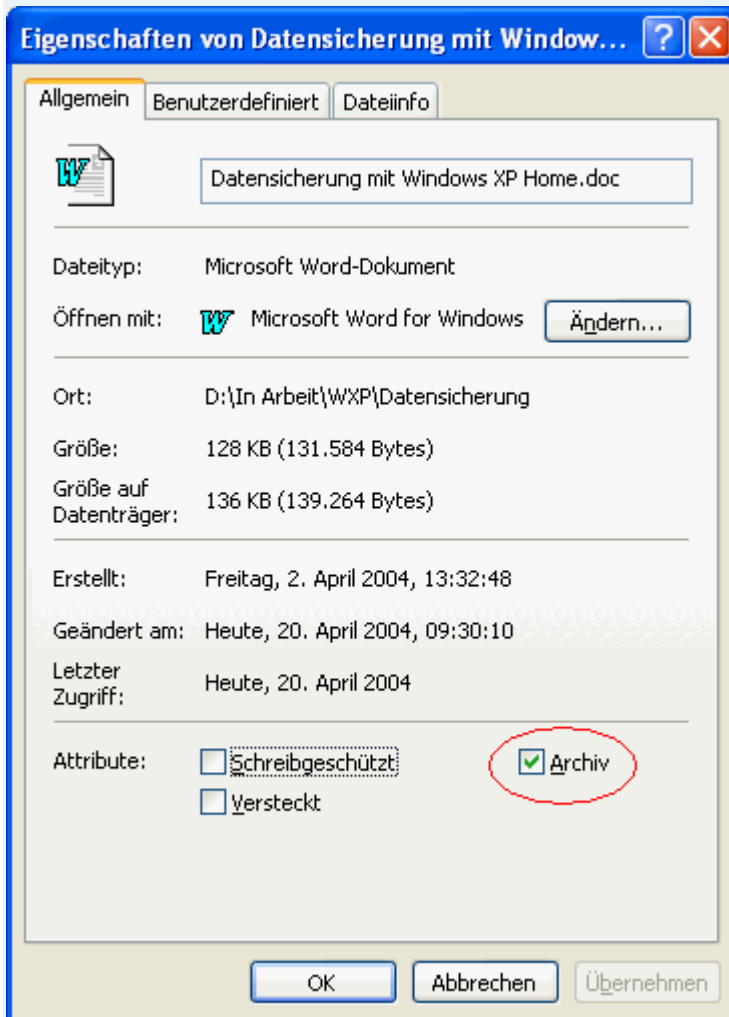 Eigenschaften von Datensicherung mit Window...
Allgemein Benutzerdefiniert Dateiinfo
Datensicherung mit Windows XP Home.doc
Dateityp: Microsoft Word-Dokument
Öffnen mit: Microsoft Word for Windows Ändern...
Ort: D:\In Arbeit\WXP\Datensicherung
Größe: 128 KB (131.584 Bytes)
Größe auf
Datenträger: 136 KB (139.264 Bytes)
Erstellt: Freitag, 2. April 2004, 13:32:48
Geändert am: Heute, 20. April 2004, 09:30:10
Letzter
Zugriff: Heute, 20. April 2004
Attribute: Schreibgeschützt Archiv
Versteckt
OK Abbrechen Übernehmen